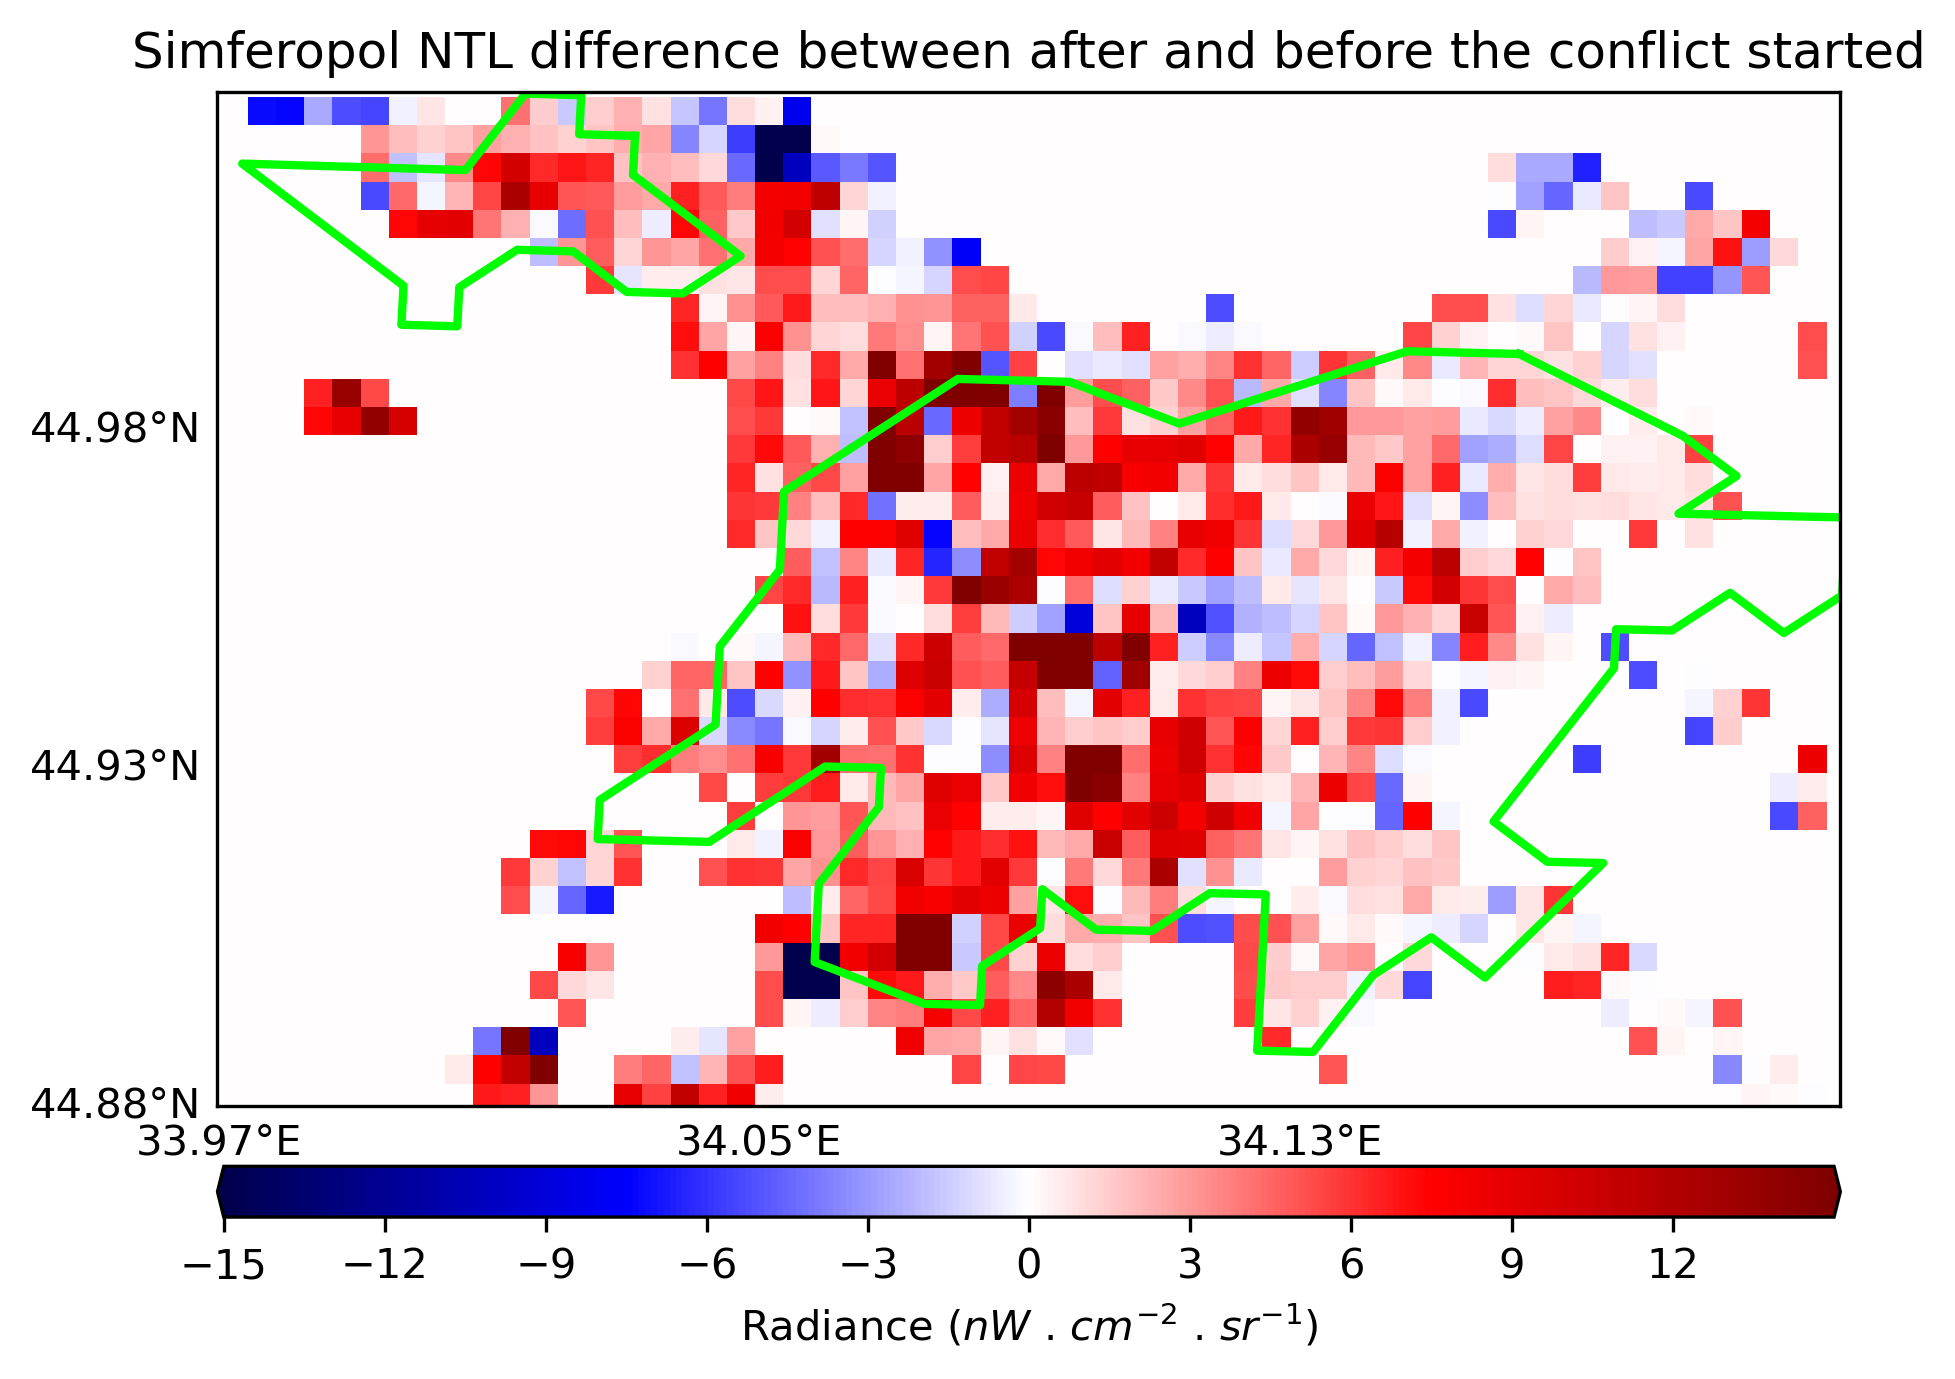 Simferopol NTL difference between after and before the conflict started
44.98°N
44.93°N
44.88°N
33.97°E 34.05°E 34.13°E
−15 −12 −9 −6 −3 0 3 6 9 12
Radiance (nW . cm⁻² . sr⁻¹)